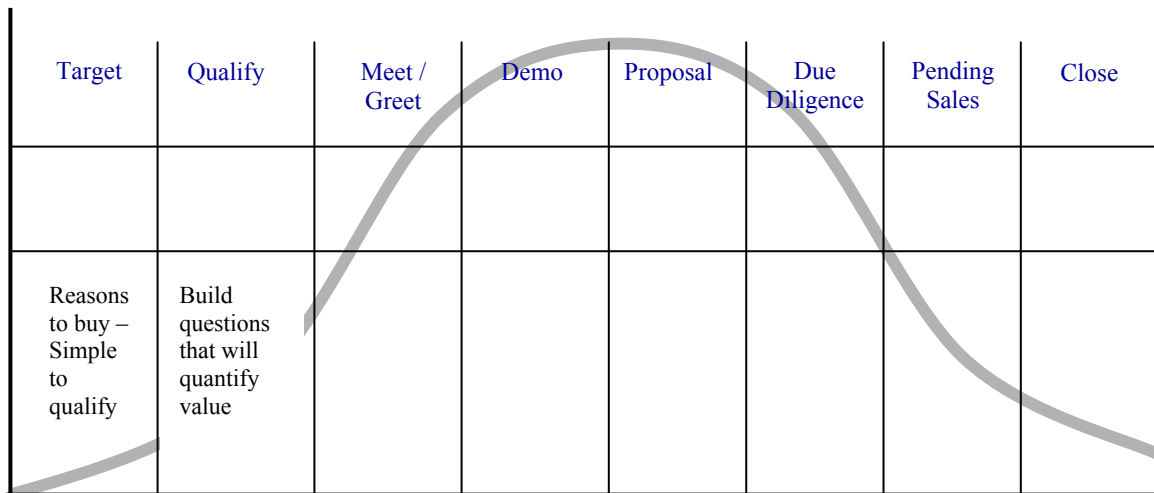 Target
Qualify
Meet /
Greet
Demo
Proposal
Due
Diligence
Pending
Sales
Close
Reasons
to buy –
Simple
to
qualify
Build
questions
that will
quantify
value